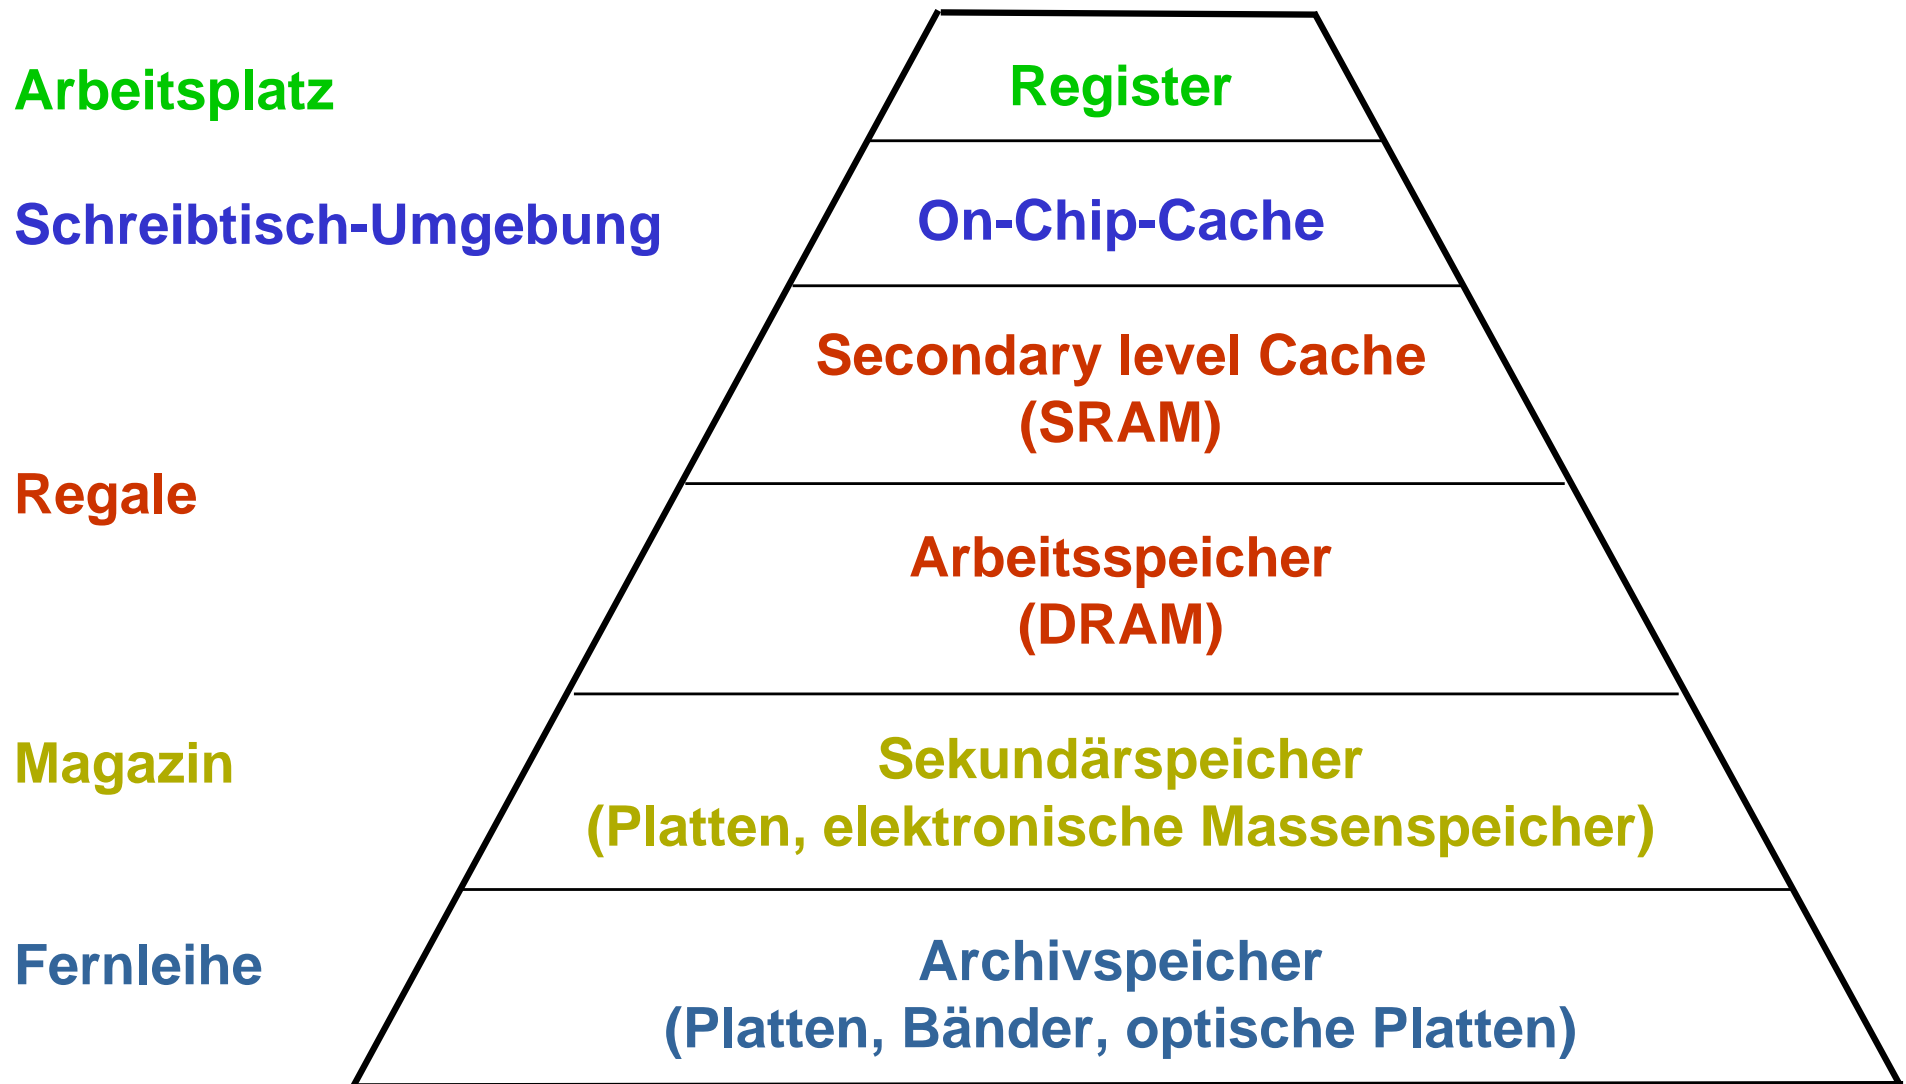 Arbeitsplatz
Register
Schreibtisch-Umgebung
On-Chip-Cache
Secondary level Cache
(SRAM)
Regale
Arbeitsspeicher
(DRAM)
Magazin
Sekundärspeicher
(Platten, elektronische Massenspeicher)
Fernleihe
Archivspeicher
(Platten, Bänder, optische Platten)